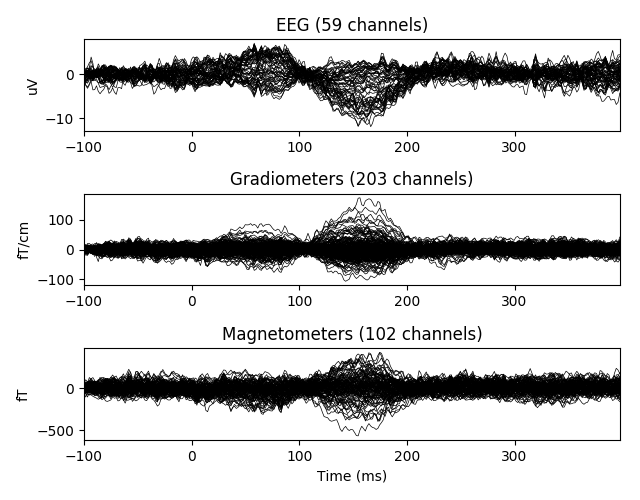 EEG (59 channels)
uV
0
−10
−100 0 100 200 300
Gradiometers (203 channels)
fT/cm
100
0
−100
−100 0 100 200 300
Magnetometers (102 channels)
fT
0
−500
−100 0 100 200 300
Time (ms)